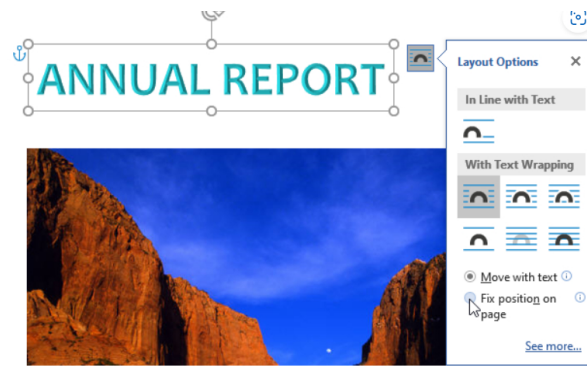 ANNUAL REPORT
Layout Options
In Line with Text
With Text Wrapping
Move with text
Fix position on
page
See more...